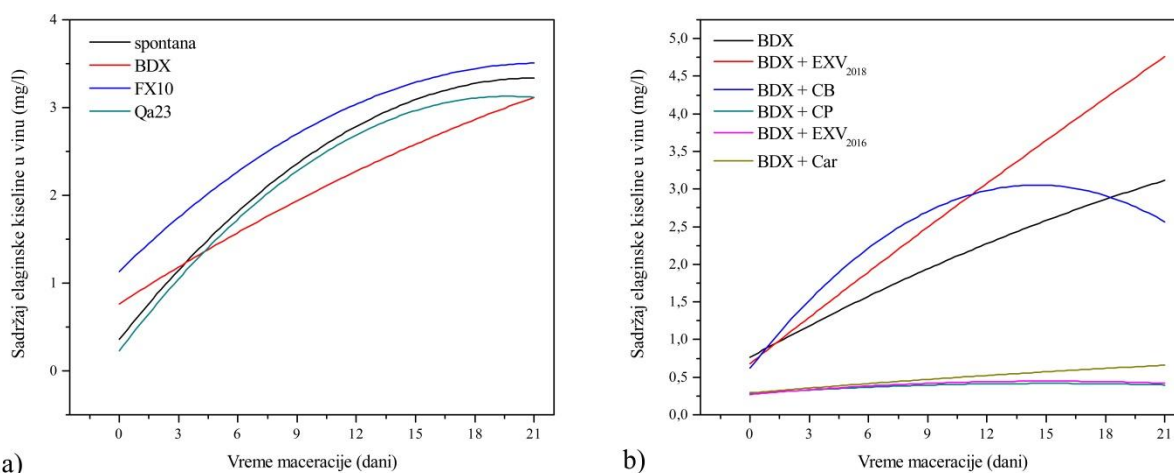 4
3
2
1
0
Sadržaj elaginske kiseline u vinu (mg/l)
spontana
BDX
FX10
Qa23
0 3 6 9 12 15 18 21
Vreme maceracije (dani)
a)
5,0
4,5
4,0
3,5
3,0
2,5
2,0
1,5
1,0
0,5
0,0
Sadržaj elaginske kiseline u vinu (mg/l)
BDX
BDX + EXV2018
BDX + CB
BDX + CP
BDX + EXV2016
BDX + Car
0 3 6 9 12 15 18 21
Vreme maceracije (dani)
b)